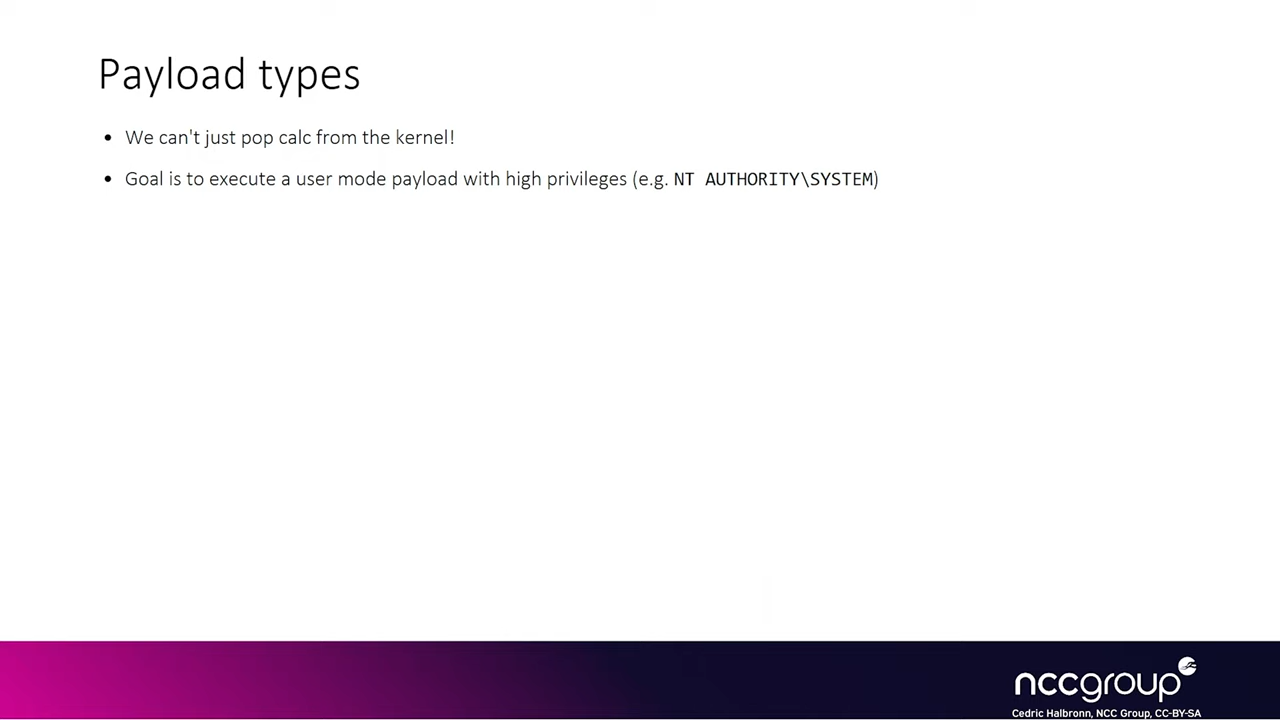 Payload types
• We can't just pop calc from the kernel!
• Goal is to execute a user mode payload with high privileges (e.g. NT AUTHORITY\SYSTEM)
nccgroup
Cedric Halbronn, NCC Group, CC-BY-SA